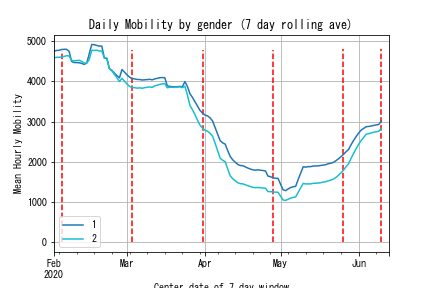 Daily Mobility by gender (7 day rolling ave)
Mean Hourly Mobility
5000
4000
3000
2000
1000
0
1
2
Feb
2020
Mar
Apr
May
Jun
Center date of 7 day window